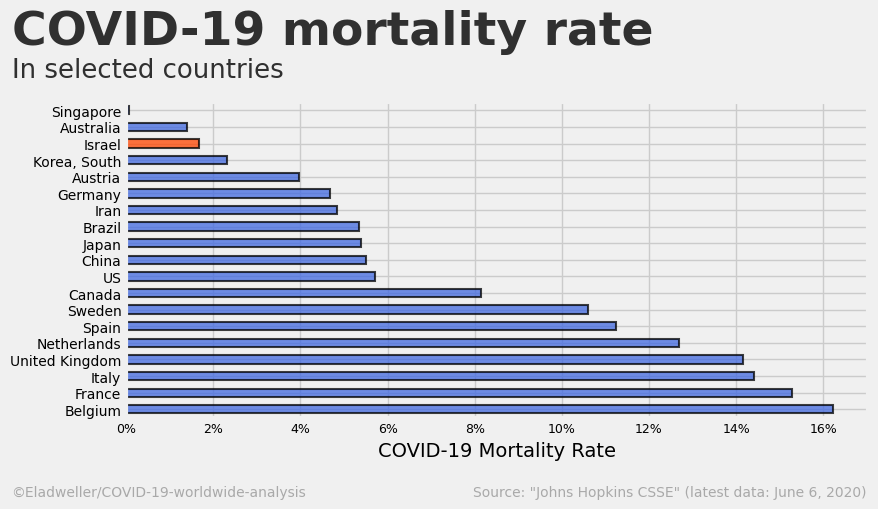 COVID-19 mortality rate
In selected countries
Singapore
Australia
Israel
Korea, South
Austria
Germany
Iran
Brazil
Japan
China
US
Canada
Sweden
Spain
Netherlands
United Kingdom
Italy
France
Belgium
0% 2% 4% 6% 8% 10% 12% 14% 16%
COVID-19 Mortality Rate
©Eladweller/COVID-19-worldwide-analysis Source: "Johns Hopkins CSSE" (latest data: June 6, 2020)